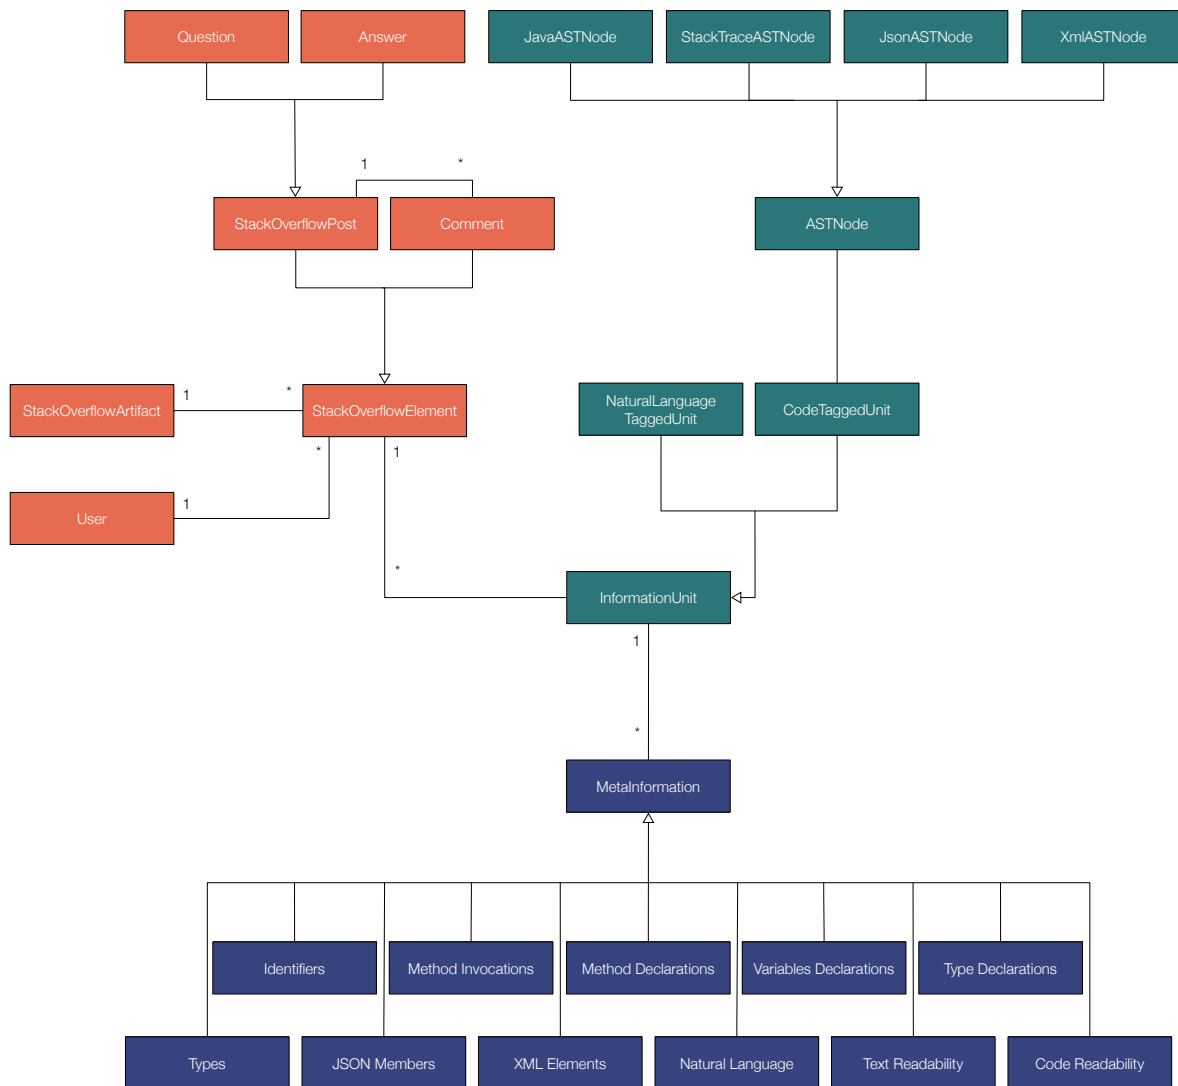 Question
Answer
JavaASTNode
StackTraceASTNode
JsonASTNode
XmlASTNode
1
*
StackOverflowPost
Comment
ASTNode
StackOverflowArtifact
1
*
StackOverflowElement
NaturalLanguage
TaggedUnit
CodeTaggedUnit
*
1
User
1
*
InformationUnit
1
*
MetaInformation
Identifiers
Method Invocations
Method Declarations
Variables Declarations
Type Declarations
Types
JSON Members
XML Elements
Natural Language
Text Readability
Code Readability